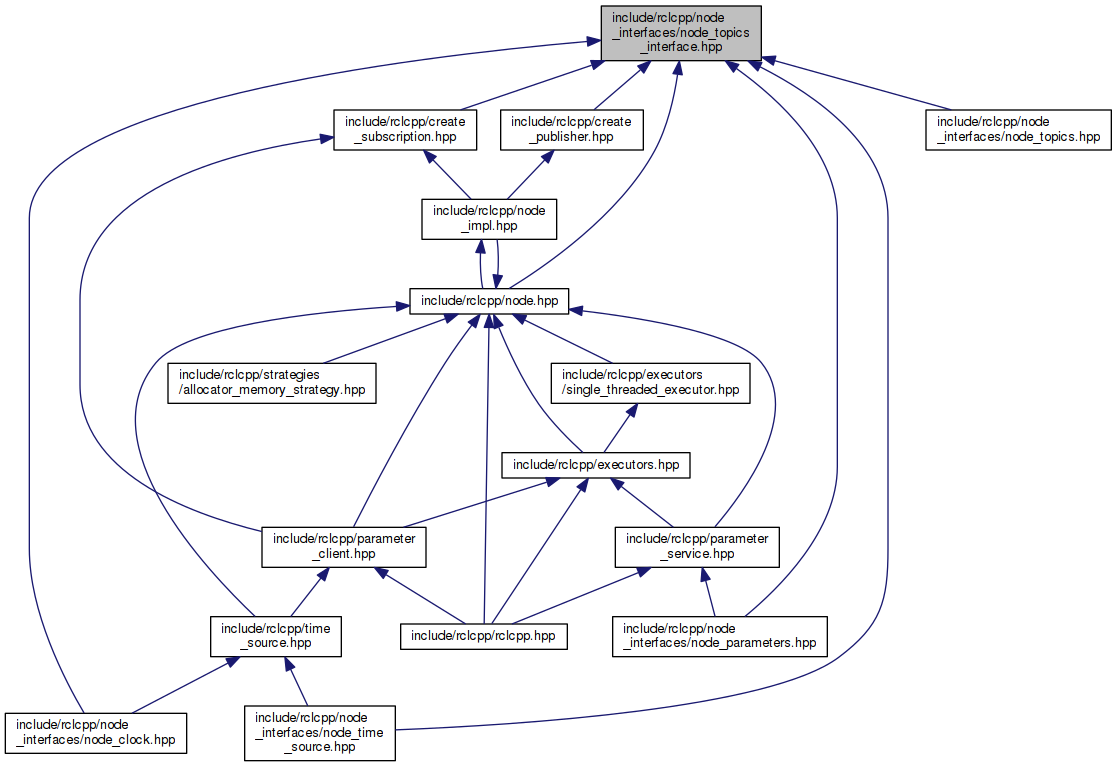 include/rclcpp/node
_interfaces/node_topics
_interface.hpp
include/rclcpp/create
_subscription.hpp
include/rclcpp/create
_publisher.hpp
include/rclcpp/node
_interfaces/node_topics.hpp
include/rclcpp/node
_impl.hpp
include/rclcpp/node.hpp
include/rclcpp/strategies
/allocator_memory_strategy.hpp
include/rclcpp/executors
/single_threaded_executor.hpp
include/rclcpp/executors.hpp
include/rclcpp/parameter
_client.hpp
include/rclcpp/parameter
_service.hpp
include/rclcpp/time
_source.hpp
include/rclcpp/rclcpp.hpp
include/rclcpp/node
_interfaces/node_parameters.hpp
include/rclcpp/node
_interfaces/node_clock.hpp
include/rclcpp/node
_interfaces/node_time
_source.hpp